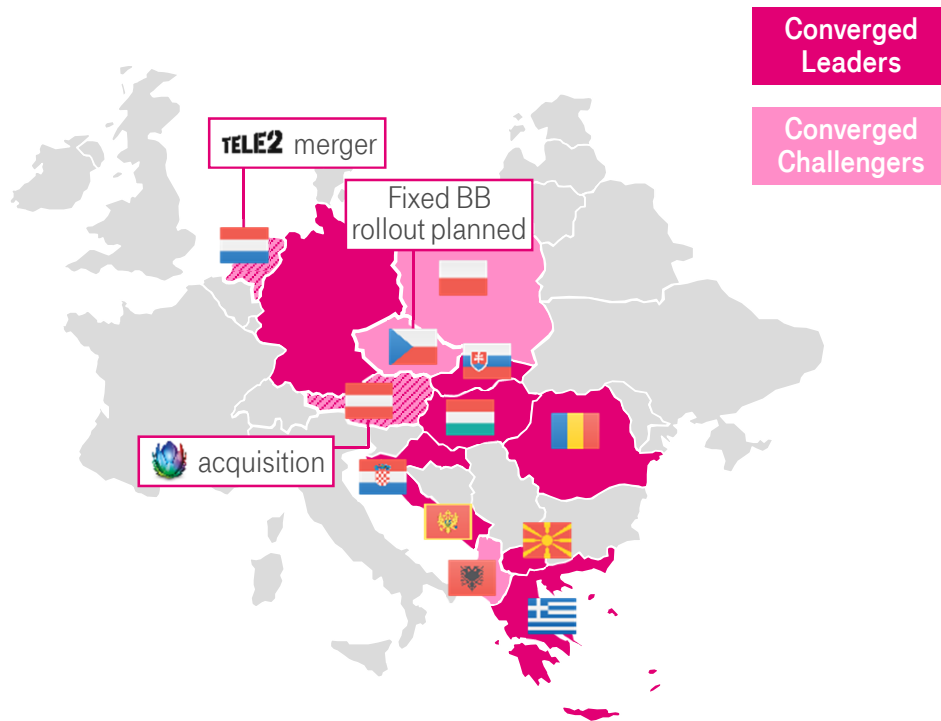 Converged
Leaders
Converged
Challengers
TELE2 merger
Fixed BB
rollout planned
acquisition